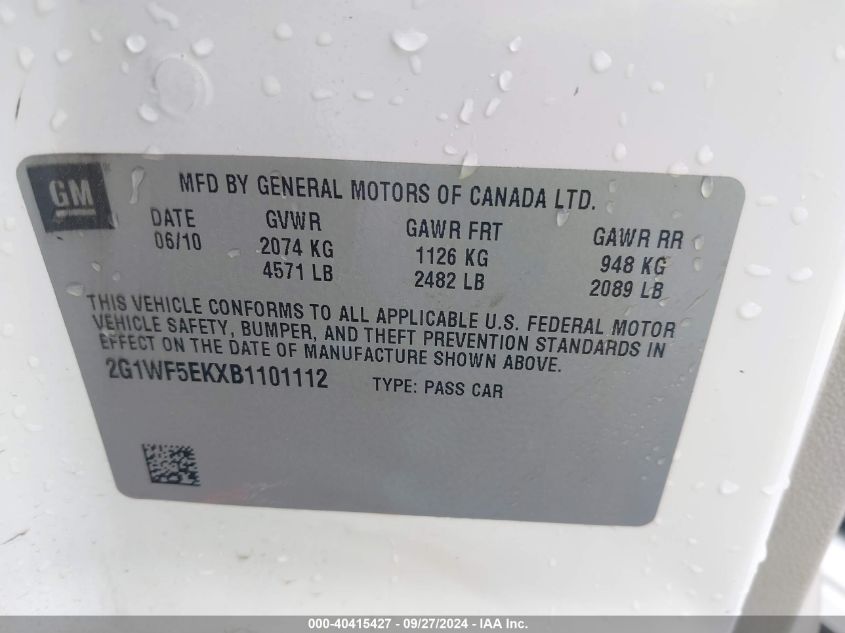 GM
MFD BY GENERAL MOTORS OF CANADA LTD.
DATE GVWR GAWR FRT GAWR RR
06/10 2074 KG 1126 KG 948 KG
4571 LB 2482 LB 2089 LB
THIS VEHICLE CONFORMS TO ALL APPLICABLE U.S. FEDERAL MOTOR
VEHICLE SAFETY, BUMPER, AND THEFT PREVENTION STANDARDS IN
EFFECT ON THE DATE OF MANUFACTURE SHOWN ABOVE.
2G1WF5EKXB1101112 TYPE: PASS CAR
000-40415427 - 09/27/2024 - IAA Inc.